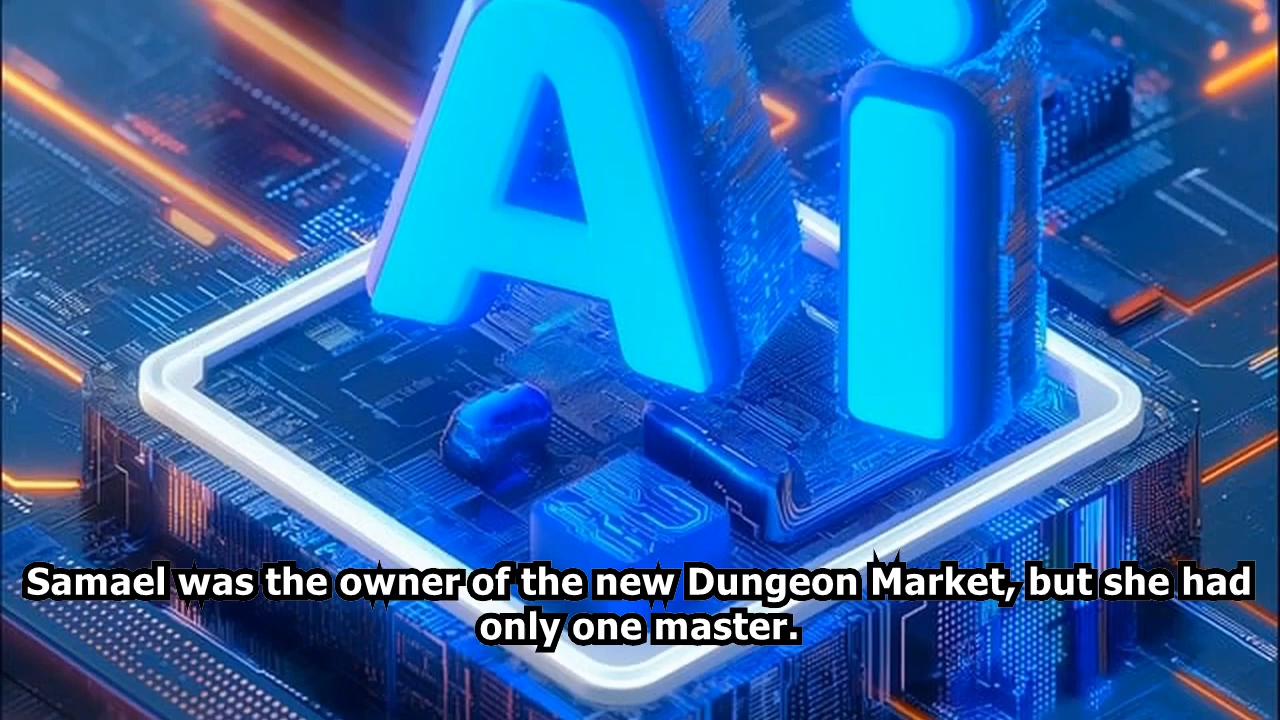 Ai
Samael was the owner of the new Dungeon Market, but she had
only one master.